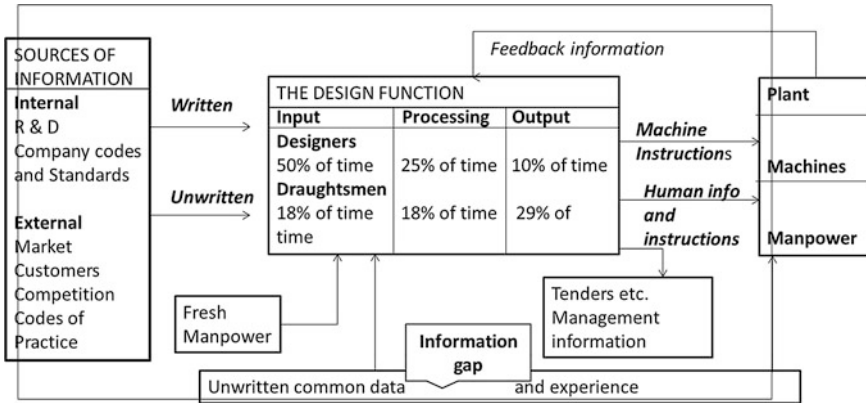 SOURCES OF
INFORMATION
Internal
R & D
Company codes
and Standards
External
Market
Customers
Competition
Codes of
Practice
Written
Unwritten
Feedback information
THE DESIGN FUNCTION
Input Processing Output
Designers
50% of time 25% of time 10% of time
Draughtsmen
18% of time 18% of time 29% of
time
Machine
Instructions
Human info
and
instructions
Plant
Machines
Manpower
Fresh
Manpower
Tenders etc.
Management
information
Information
gap
Unwritten common data and experience